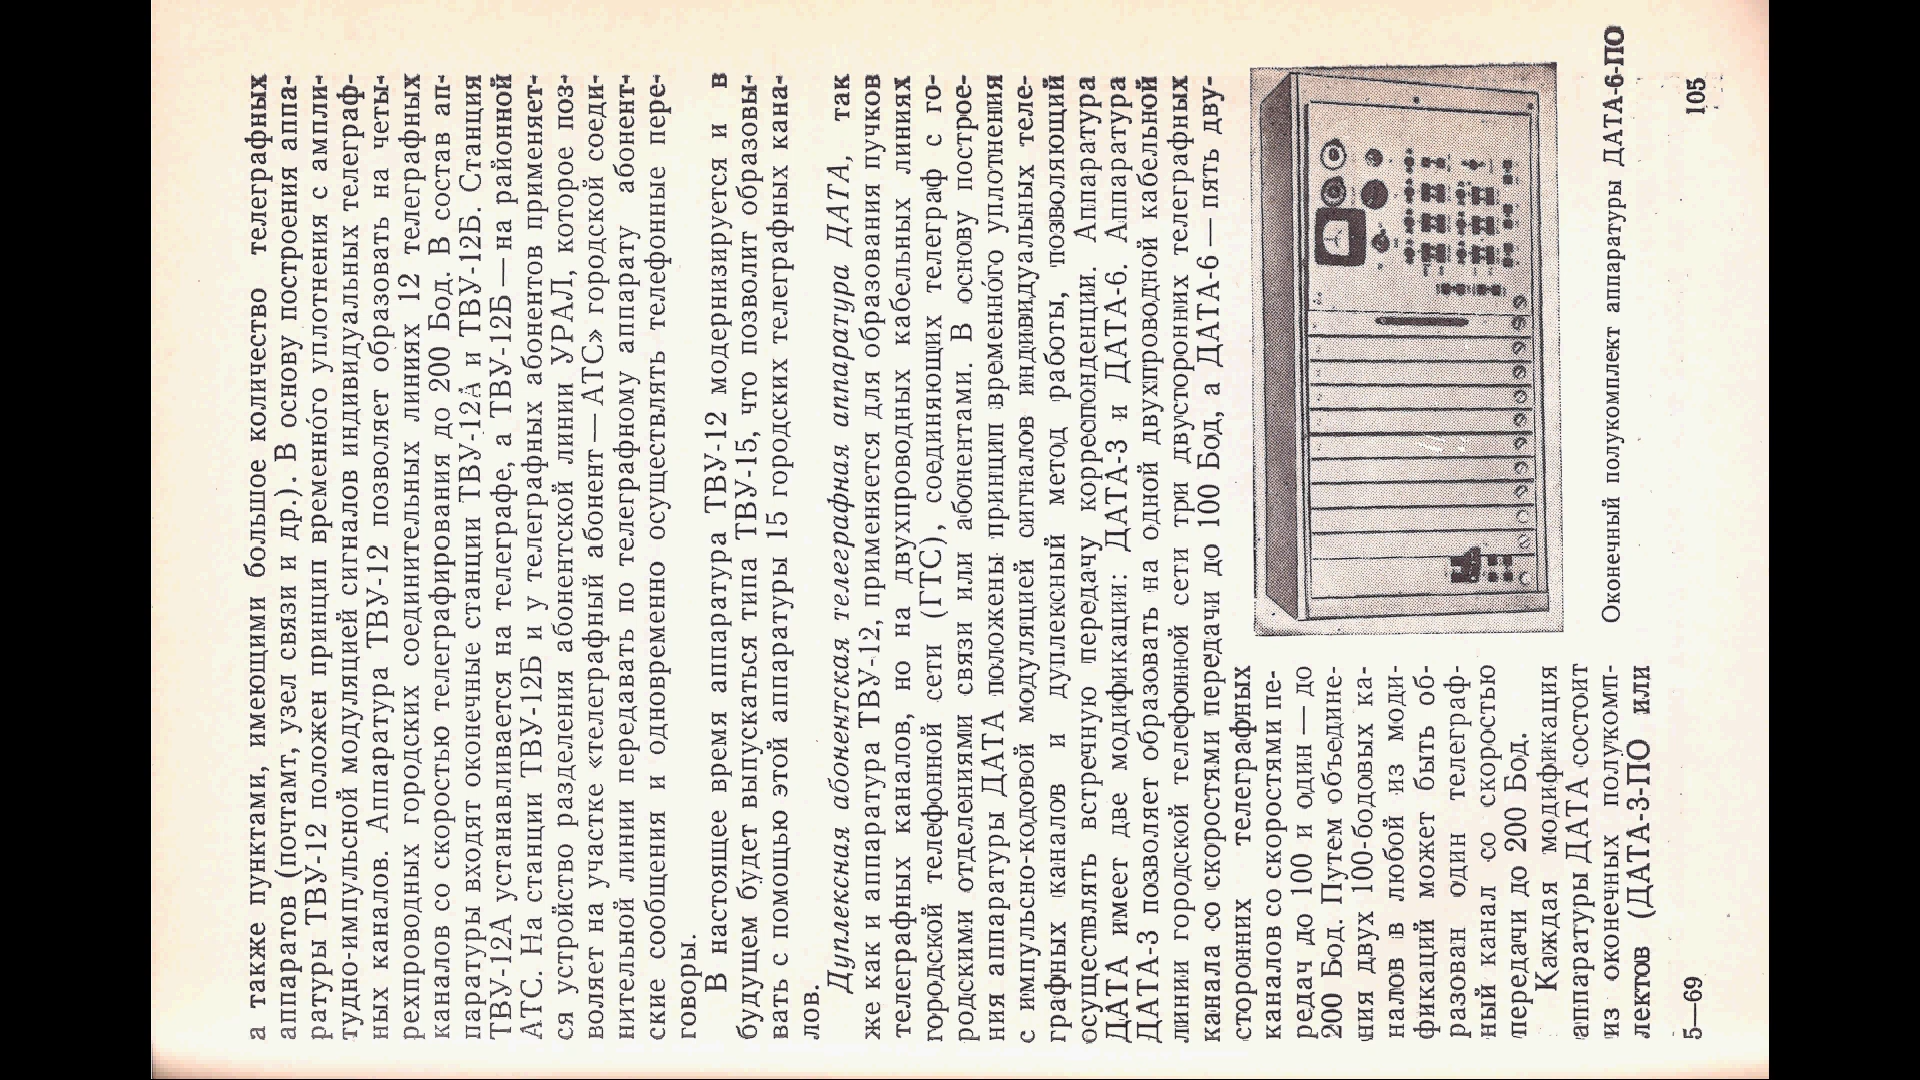 а также пунктами, имеющими большое количество телеграфных
аппаратов (почтамт, узел связи и др.). В основу построения аппа-
ратуры ТВУ-12 положен принцип временно́го уплотнения с ампли-
тудно-импульсной модуляцией сигналов индивидуальных телеграф-
ных каналов. Аппаратура ТВУ-12 позволяет образовать на четы-
рехпроводных городских соединительных линиях 12 телеграфных
каналов со скоростью телеграфирования до 200 Бод. В состав ап-
паратуры входят оконечные станции ТВУ-12А и ТВУ-12Б. Станция
ТВУ-12А устанавливается на телеграфе, а ТВУ-12Б — на районной
АТС. На станции ТВУ-12Б и у телеграфных абонентов применяет-
ся устройство разделения абонентской линии УРАЛ, которое поз-
воляет на участке «телеграфный абонент — АТС» городской соеди-
нительной линии передавать по телеграфному аппарату абонент-
ские сообщения и одновременно осуществлять телефонные пере-
говоры.
В настоящее время аппаратура ТВУ-12 модернизируется и в
будущем будет выпускаться типа ТВУ-15, что позволит образовы-
вать с помощью этой аппаратуры 15 городских телеграфных кана-
лов.
Дуплексная абонентская телеграфная аппаратура ДАТА, так
же как и аппаратура ТВУ-12, применяется для образования пучков
телеграфных каналов, но на двухпроводных кабельных линиях
городской телефонной сети (ГТС), соединяющих телеграф с го-
родскими отделениями связи или абонентами. В основу построе-
ния аппаратуры ДАТА положены принцип временно́го уплотнения
с импульсно-кодовой модуляцией сигналов индивидуальных теле-
графных каналов и дуплексный метод работы, позволяющий
осуществлять встречную передачу корреспонденции. Аппаратура
ДАТА имеет две модификации: ДАТА-3 и ДАТА-6. Аппаратура
ДАТА-3 позволяет образовать на одной двухпроводной кабельной
линии городской телефонной сети три двусторонних телеграфных
канала со скоростями передачи до 100 Бод, а ДАТА-6 — пять дву-
сторонних телеграфных
каналов со скоростями пе-
редач до 100 и один — до
200 Бод. Путем объедине-
ния двух 100-бодовых ка-
налов в любой из моди-
фикаций может быть об-
разован один телеграф-
ный канал со скоростью
передачи до 200 Бод.
Каждая модификация
аппаратуры ДАТА состоит
из оконечных полукомп-
лектов (ДАТА-3-ПО или
Оконечный полукомплект аппаратуры ДАТА-6-ПО
5—69
105